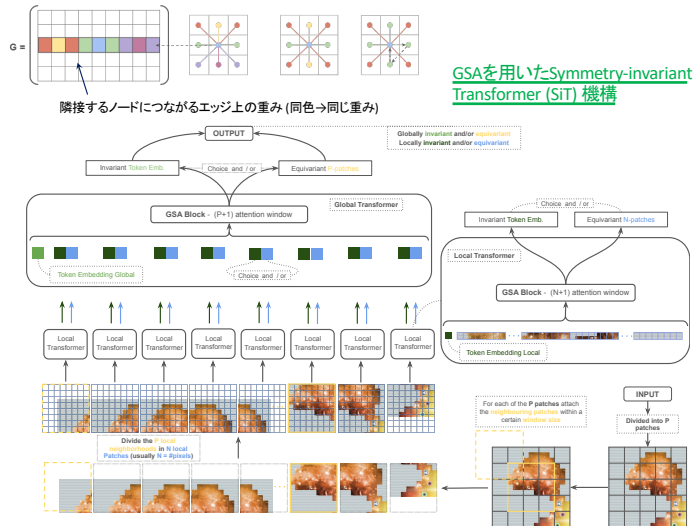 G =
GSAを用いたSymmetry-invariant
Transformer (SiT) 機構
隣接するノードにつながるエッジ上の重み (同色→同じ重み)
OUTPUT
Globally invariant and/or equivariant
Locally invariant and/or equivariant
Invariant Token Emb.
Choice and / or
Equivariant P patches
Global Transformer
GSA Block - (P+1) attention window
Token Embedding Global
Choice and / or
Choice and / or
Invariant Token Emb.
Equivariant N-patches
Local Transformer
GSA Block - (N+1) attention window
Token Embedding Local
Local
Transformer
Local
Transformer
Local
Transformer
Local
Transformer
Local
Transformer
Local
Transformer
Local
Transformer
Local
Transformer
Divide the P local
neighborhoods in N local
Patches (usually N = #pixels)
For each of the P patches attach
the neighbouring patches within a
certain window size
INPUT
Divided into P
patches